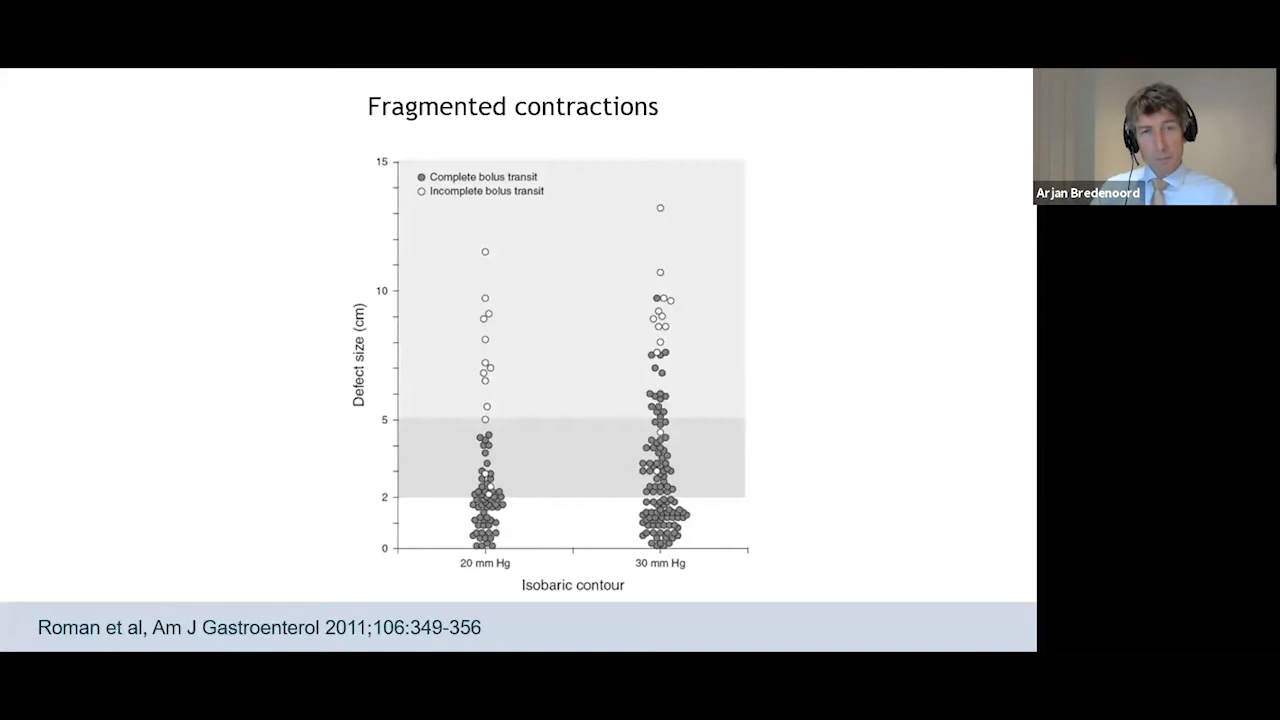 Fragmented contractions
15
Complete bolus transit
Incomplete bolus transit
10
Defect size (cm)
5
2
0
20 mm Hg
30 mm Hg
Isobaric contour
Roman et al, Am J Gastroenterol 2011;106:349-356
Arjan Bredenoord